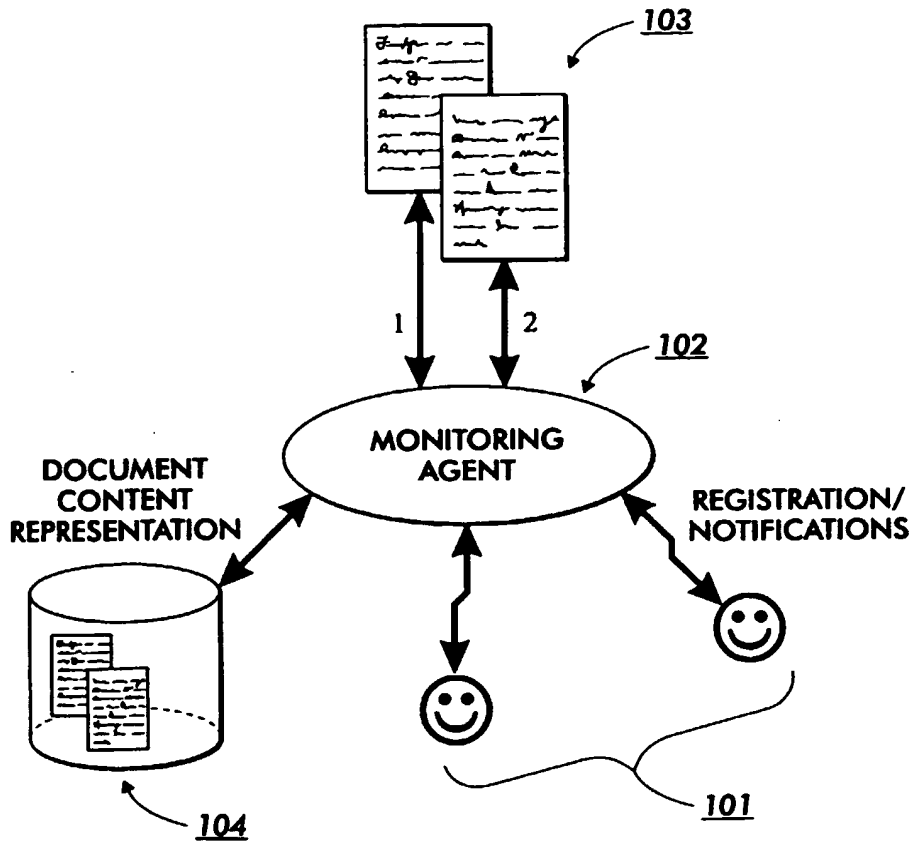 103
1
2
102
MONITORING
AGENT
DOCUMENT
CONTENT
REPRESENTATION
REGISTRATION/
NOTIFICATIONS
101
104